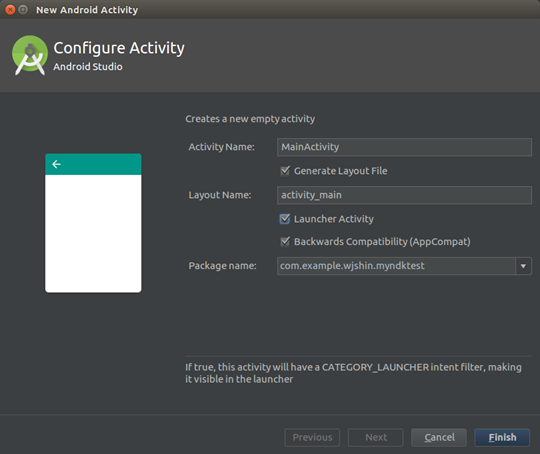 New Android Activity
Configure Activity
Android Studio
Creates a new empty activity
Activity Name: MainActivity
Generate Layout File
Layout Name: activity_main
Launcher Activity
Backwards Compatibility (AppCompat)
Package name: com.example.wjshin.myndktest
If true, this activity will have a CATEGORY_LAUNCHER intent filter, making
it visible in the launcher
Previous Next Cancel Finish